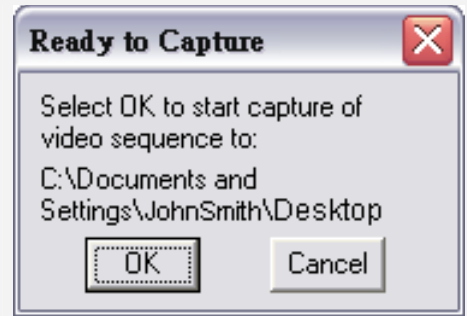 Ready to Capture
Select OK to start capture of
video sequence to:
C:\Documents and
Settings\JohnSmith\Desktop
OK
Cancel